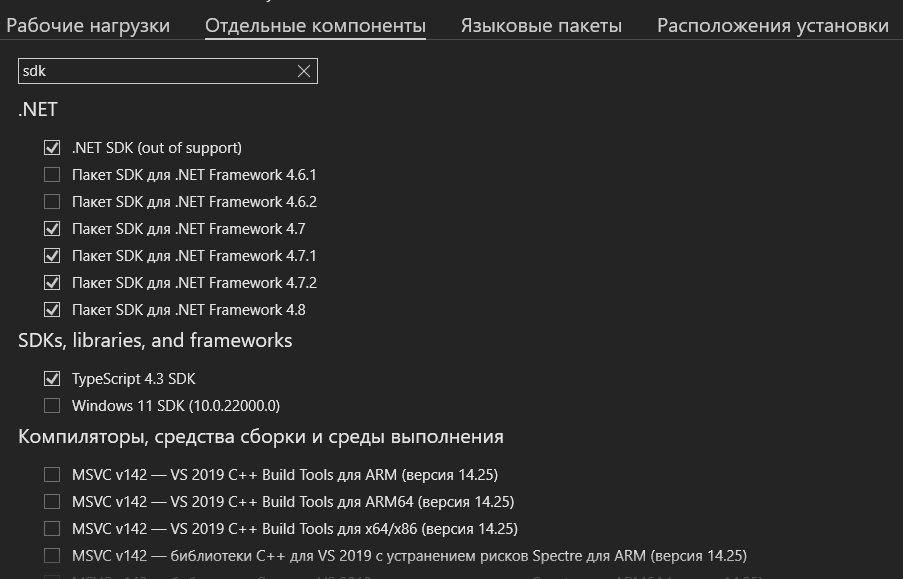 Рабочие нагрузки Отдельные компоненты Языковые пакеты Расположения установки
sdk
.NET
.NET SDK (out of support)
Пакет SDK для .NET Framework 4.6.1
Пакет SDK для .NET Framework 4.6.2
Пакет SDK для .NET Framework 4.7
Пакет SDK для .NET Framework 4.7.1
Пакет SDK для .NET Framework 4.7.2
Пакет SDK для .NET Framework 4.8
SDKs, libraries, and frameworks
TypeScript 4.3 SDK
Windows 11 SDK (10.0.22000.0)
Компиляторы, средства сборки и среды выполнения
MSVC v142 — VS 2019 C++ Build Tools для ARM (версия 14.25)
MSVC v142 — VS 2019 C++ Build Tools для ARM64 (версия 14.25)
MSVC v142 — VS 2019 C++ Build Tools для x64/x86 (версия 14.25)
MSVC v142 — библиотеки C++ для VS 2019 с устранением рисков Spectre для ARM (версия 14.25)